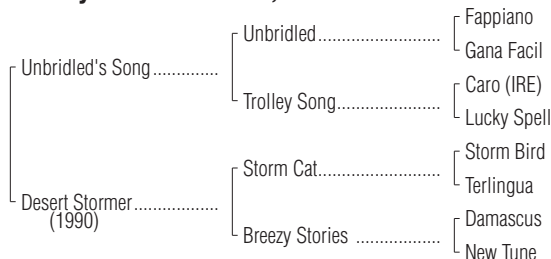 Unbridled's Song..............
Desert Stormer.................
(1990)
Unbridled........................
Trolley Song....................
Storm Cat........................
Breezy Stories .................
Fappiano
Gana Facil
Caro (IRE)
Lucky Spell
Storm Bird
Terlingua
Damascus
New Tune